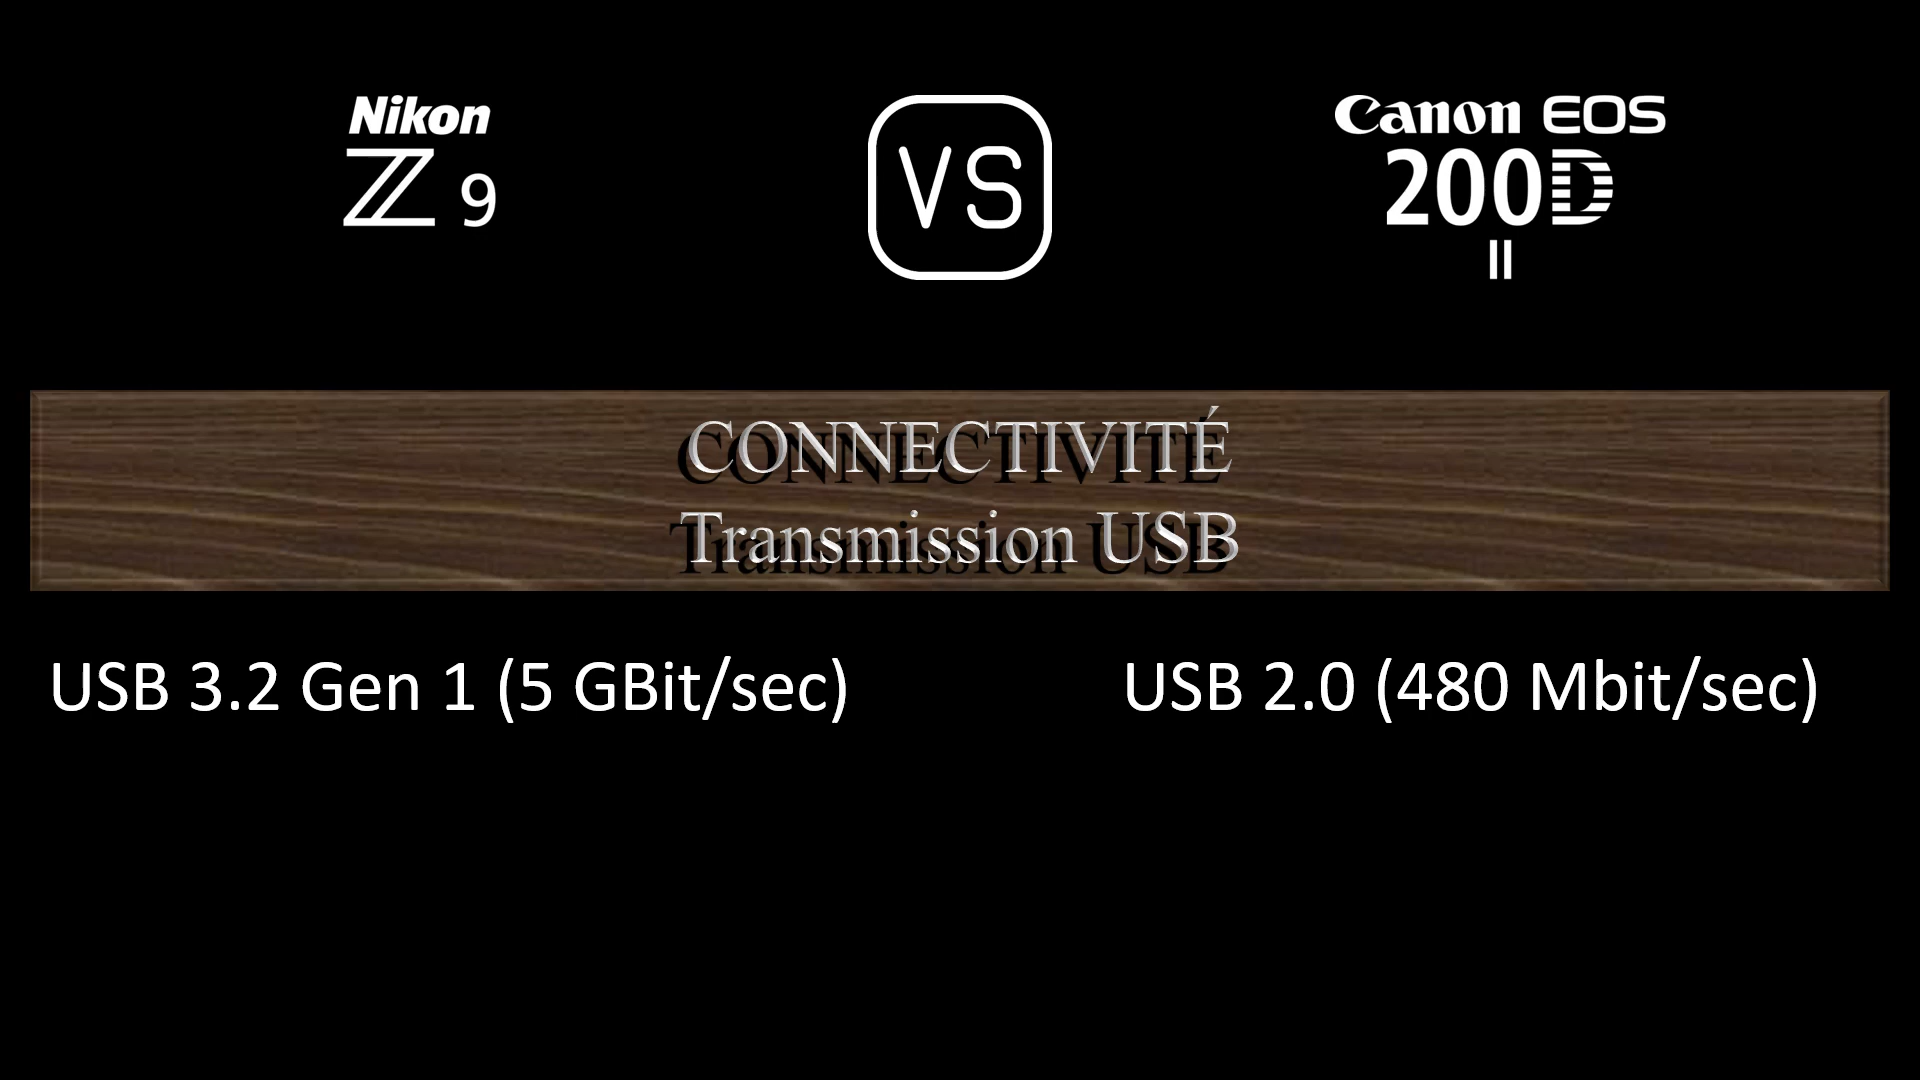 Nikon
Z 9
VS
Canon EOS
200D
II
CONNECTIVITÉ
Transmission USB
USB 3.2 Gen 1 (5 GBit/sec)
USB 2.0 (480 Mbit/sec)